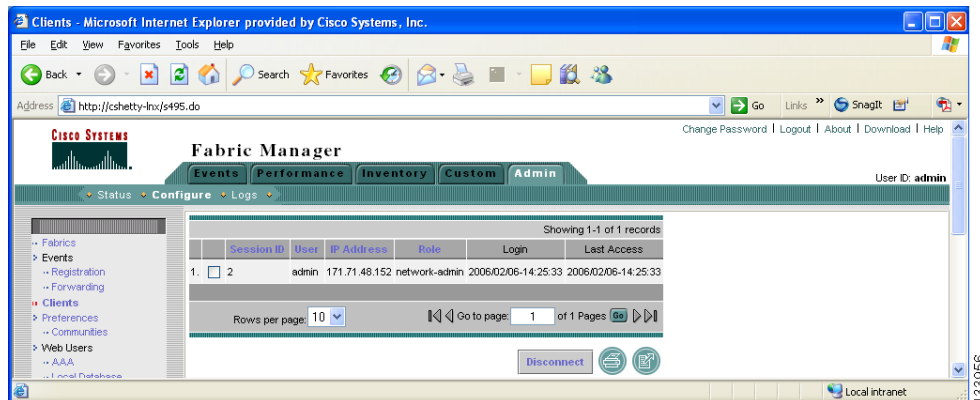 Clients - Microsoft Internet Explorer provided by Cisco Systems, Inc.
File Edit View Favorites Tools Help
Back Search Favorites
Address http://cshetty-lnx/s495.do Go Links » SnagIt
Change Password | Logout | About | Download | Help
CISCO SYSTEMS
Fabric Manager
Events Performance Inventory Custom Admin
User ID: admin
Status Configure Logs
Fabrics
Events
Registration
Forwarding
Clients
Preferences
Communities
Web Users
AAA
Local Database
Showing 1-1 of 1 records
Session ID User IP Address Role Login Last Access
1. 2 admin 171.71.48.152 network-admin 2006/02/06-14:25:33 2006/02/06-14:25:33
Rows per page: 10 Go to page: 1 of 1 Pages Go
Disconnect
Local intranet